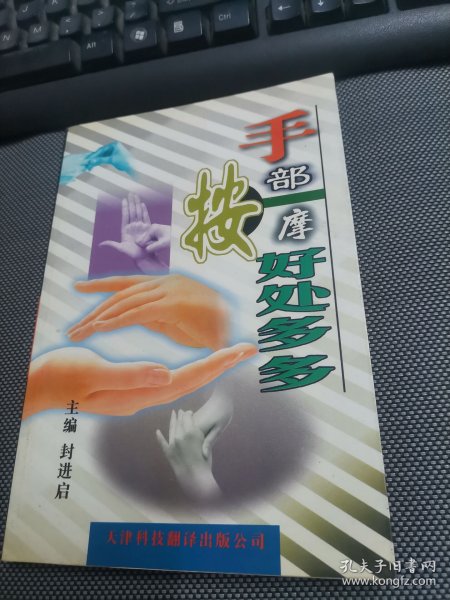 手部按摩
好处多多
主编 封进启
天津科技翻译出版公司
孔夫子旧书网
www.kongfz.com